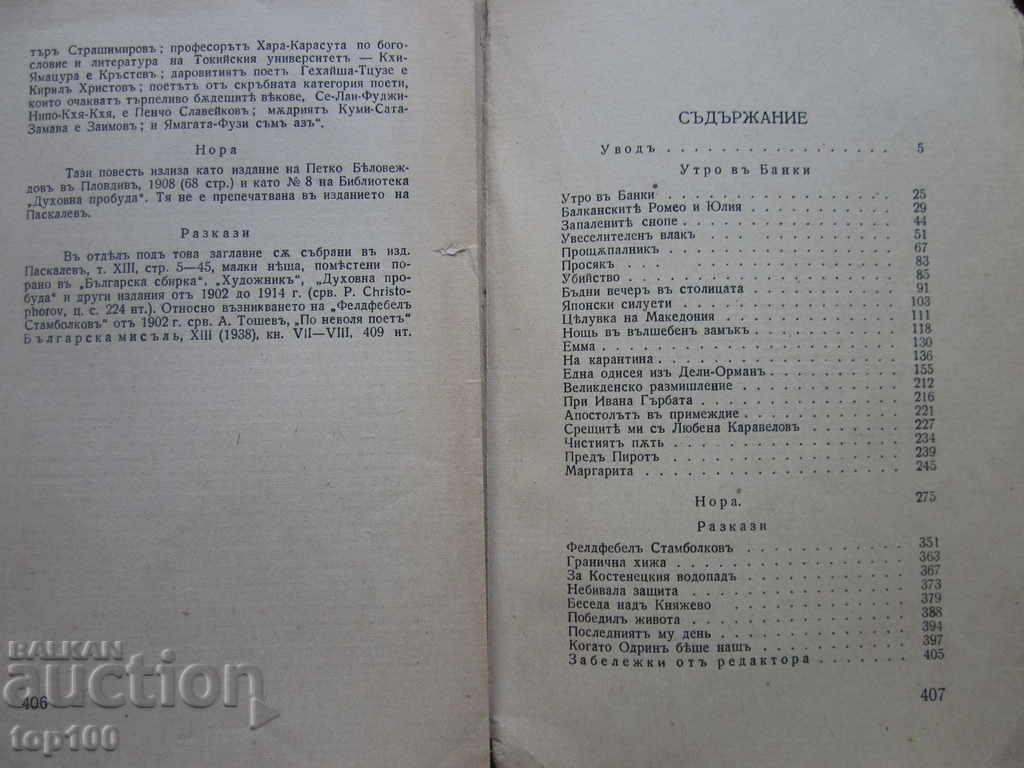 търъ Страшимировъ; професорътъ Хара-Карасута по бого-
словие и литература на Токийския университетъ — Кхи-
Ямацура е Кръстевъ; даровитиятъ поетъ Гехайша-Тцузе е
Кирилъ Христовъ; поетътъ отъ скръбната категория поети,
които очакватъ търпеливо бѫдещитѣ вѣкове, Се-Лан-Фуджи-
Нипо-Кхя-Кхя, е Пенчо Славейковъ; мѫдриятъ Куми-Сата-
Замава е Заимовъ; и Ямагата-Фузи съмъ азъ“.
Нора
Тази повесть излиза като издание на Петко Бѣловеж-
довъ въ Пловдивъ, 1908 (68 стр.) и като № 8 на Библиотека
„Духовна пробуда“. Тя не е препечатвана въ изданието на
Паскалевъ.
Разкази
Въ отдѣлъ подъ това заглавие сѫ събрани въ изд.
Паскалевъ, т. XIII, стр. 5—45, малки нѣща, помѣстени по-
рано въ „Българска сбирка“, „Художникъ“, „Духовна про-
буда“ и други издания отъ 1902 до 1914 г. (срв. P. Christo-
phorov, ц. с. 224 нт.). Относно възникването на „Фелдфебелъ
Стамболковъ“ отъ 1902 г. срв. А. Тошевъ, „По неволя поетъ“
Българска мисъль, XIII (1938), кн. VII—VIII, 409 нт.
406
СЪДЪРЖАНИЕ
Уводъ . . . . . . . . . . . . . . . . 5
Утро въ Банки
Утро въ Банки . . . . . . . . . . . . 25
Балканскитѣ Ромео и Юлия . . . . . . . . 29
Запаленитѣ снопе . . . . . . . . . . . 44
Увеселителенъ влакъ . . . . . . . . . . 51
Прощѫпалникъ . . . . . . . . . . . . 67
Просякъ . . . . . . . . . . . . . . 83
Убийство . . . . . . . . . . . . . . 85
Бъдни вечеръ въ столицата . . . . . . . . 91
Японски силуети . . . . . . . . . . . 103
Цѣлувка на Македония . . . . . . . . . 111
Нощь въ вълшебенъ замъкъ . . . . . . . . 118
Емма . . . . . . . . . . . . . . . 130
На карантина . . . . . . . . . . . . 136
Една одисея изъ Дели-Орманъ . . . . . . . 155
Великденско размишление . . . . . . . . 212
При Ивана Гърбата . . . . . . . . . . 216
Апостолътъ въ примеждие . . . . . . . . 221
Срещитѣ ми съ Любена Каравеловъ . . . . . 227
Чистиятъ пѫть . . . . . . . . . . . . 234
Предъ Пиротъ . . . . . . . . . . . . 239
Маргарита . . . . . . . . . . . . . 245
Нора. 275
Разкази
Фелдфебелъ Стамболковъ . . . . . . . . 351
Гранична хижа . . . . . . . . . . . . 363
За Костенецкия водопадъ . . . . . . . . 367
Небивала защита . . . . . . . . . . . 373
Беседа надъ Княжево . . . . . . . . . . 379
Победилъ живота . . . . . . . . . . . 388
Последниятъ му день . . . . . . . . . . 394
Когато Одринъ бѣше нашъ . . . . . . . . 397
Забележки отъ редактора . . . . . . . 405
407
BALKAN
auction
top100